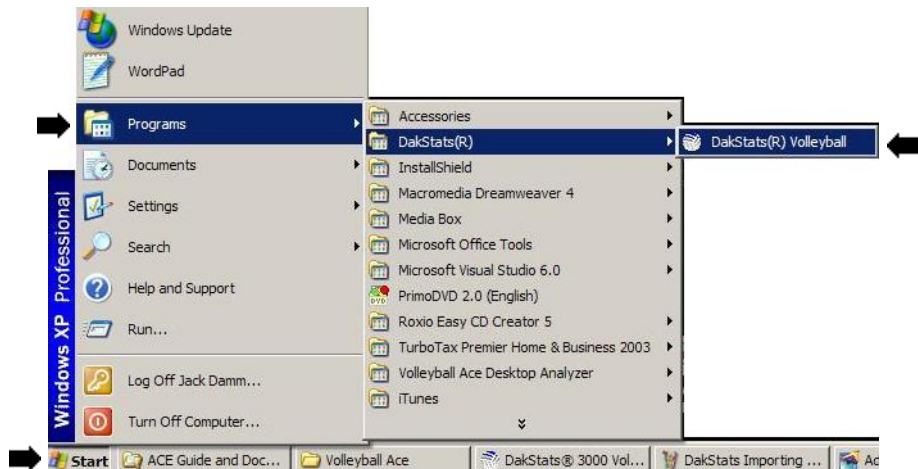 Windows Update
WordPad
Programs
Documents
Settings
Search
Help and Support
Run...
Log Off Jack Damm...
Turn Off Computer...
Windows XP Professional
Accessories
DakStats(R)
InstallShield
Macromedia Dreamweaver 4
Media Box
Microsoft Office Tools
Microsoft Visual Studio 6.0
PrimoDVD 2.0 (English)
Roxio Easy CD Creator 5
TurboTax Premier Home & Business 2003
Volleyball Ace Desktop Analyzer
iTunes
DakStats(R) Volleyball
Start
ACE Guide and Doc...
Volleyball Ace
DakStats® 3000 Vol...
DakStats Importing ...
Ac